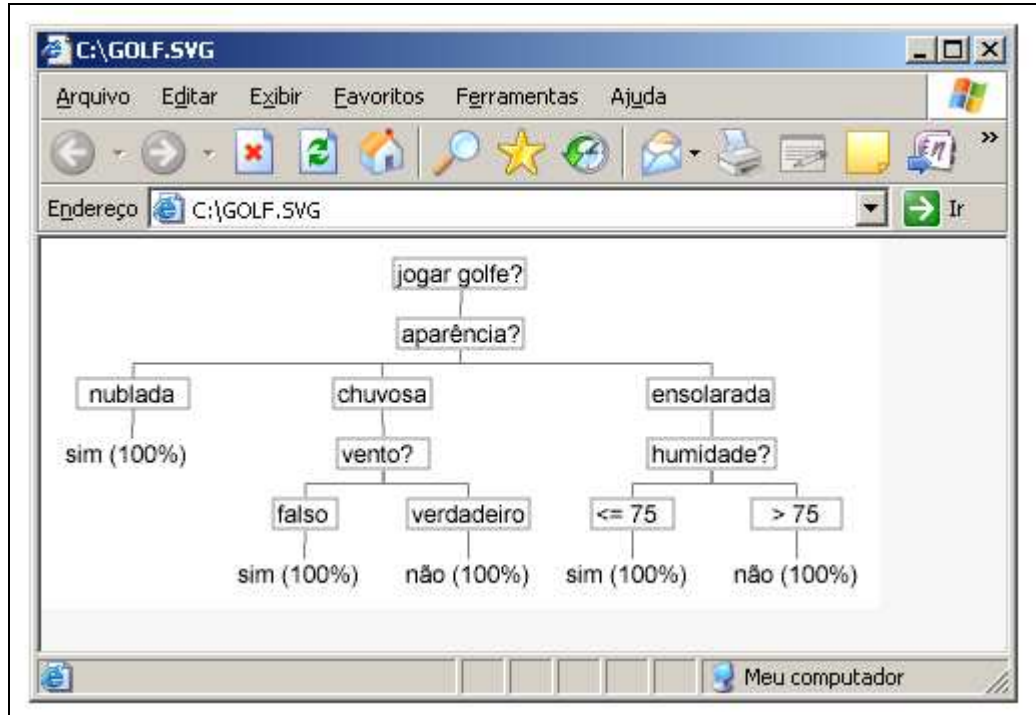 C:\GOLF.SVG
Arquivo Editar Exibir Favoritos Ferramentas Ajuda
»
Endereço C:\GOLF.SVG Ir
jogar golfe?
aparência?
nublada chuvosa ensolarada
sim (100%) vento? humidade?
falso verdadeiro <= 75 > 75
sim (100%) não (100%) sim (100%) não (100%)
Meu computador